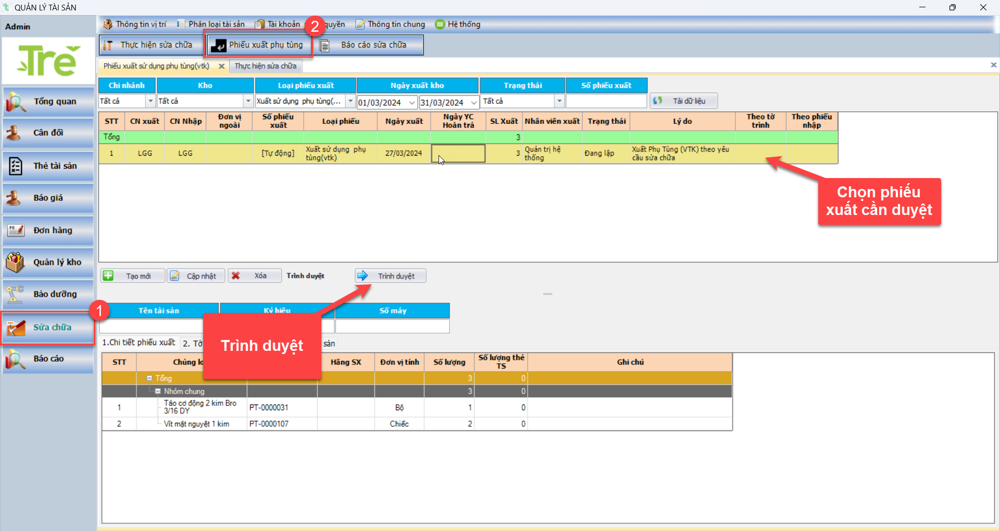 QUẢN LÝ TÀI SẢN
Admin
Tre
Thông tin vị trí Phân loại tài sản Tài khoản quyền Thông tin chung Hệ thống
2
Thực hiện sửa chữa Phiếu xuất phụ tùng Báo cáo sửa chữa
Phiếu xuất sử dụng phụ tùng(vtk) Thực hiện sửa chữa
Chi nhánh Kho Loại phiếu xuất Ngày xuất kho Trạng thái Số phiếu xuất
Tất cả Tất cả Xuất sử dụng phụ tùng(... 01/03/2024 31/03/2024 Tất cả Tải dữ liệu
STT CN xuất CN Nhập Đơn vị ngoài Số phiếu xuất Loại phiếu Ngày xuất Ngày YC Hoàn trả SL Xuất Nhân viên xuất Trạng thái Lý do Theo tờ trình Theo phiếu nhập
Tổng 3
1 LGG LGG [Tự động] Xuất sử dụng phụ tùng(vtk) 27/03/2024 3 Quản trị hệ thống Đang lập Xuất Phụ Tùng (VTK) theo yêu cầu sửa chữa
Chọn phiếu
xuất cần duyệt
Tổng quan
Cân đối
Thẻ tài sản
Báo giá
PO
Đơn hàng
Quản lý kho
Bảo dưỡng
1
Sửa chữa
Báo cáo
Tạo mới Cập nhật Xóa Trình duyệt Trình duyệt
Tên tài sản Ký hiệu Số máy
Trình duyệt
1.Chi tiết phiếu xuất 2. Tờ sản
STT Chủng lo Hãng SX Đơn vị tính Số lượng Số lượng thẻ TS Ghi chú
Tổng 3 0
Nhóm chung 3 0
1 Táo cơ động 2 kim Bro 3/16 DY PT-0000031 Bộ 1 0
2 Vít mặt nguyệt 1 kim PT-0000107 Chiếc 2 0